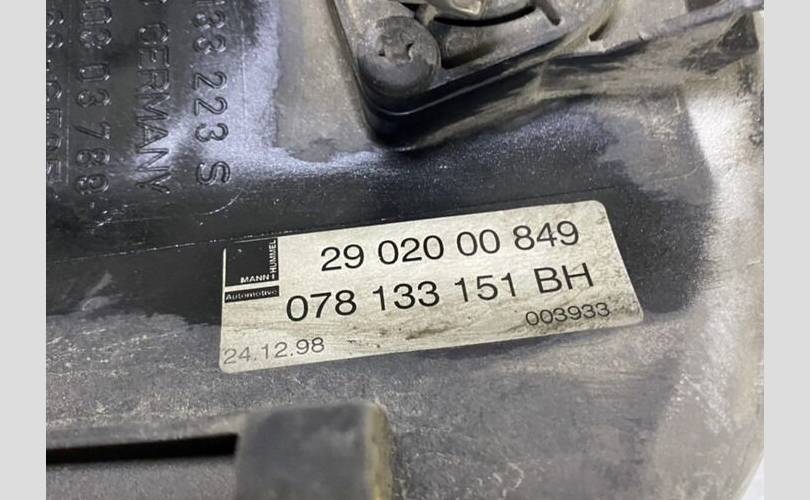 133 223 S
GERMANY
MANN+HUMMEL
Automotive
29 020 00 849
078 133 151 BH
003933
24.12.98